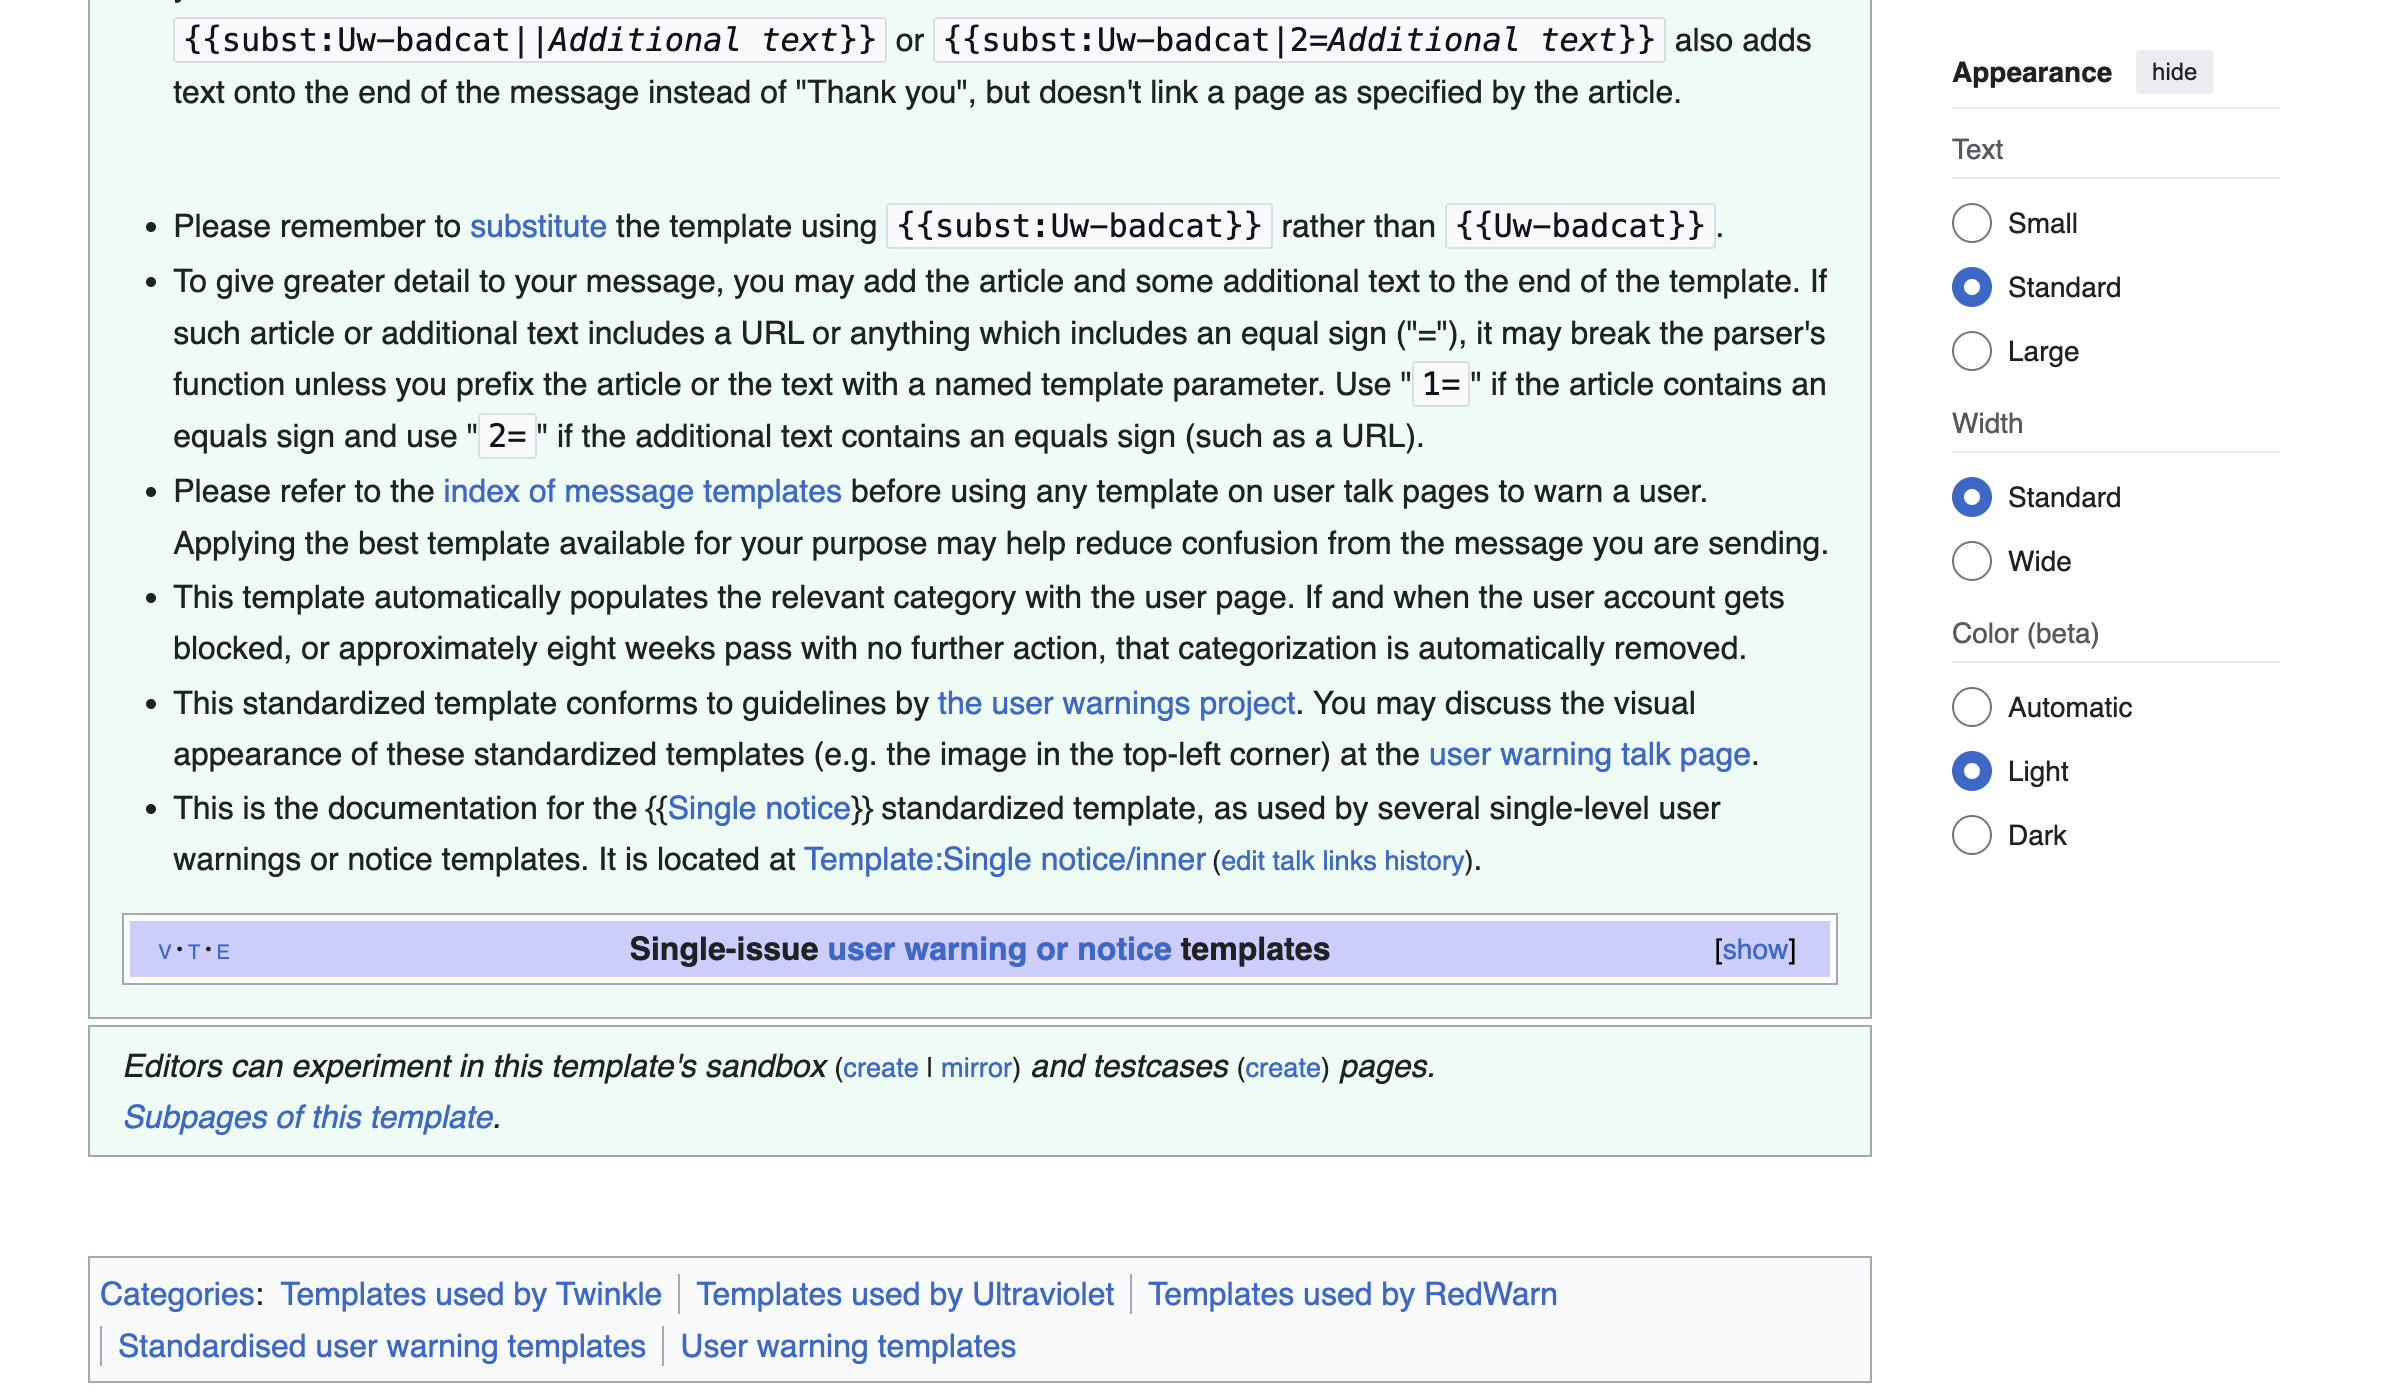 {{subst:Uw-badcat||Additional text}} or {{subst:Uw-badcat|2=Additional text}} also adds
text onto the end of the message instead of "Thank you", but doesn't link a page as specified by the article.
• Please remember to substitute the template using {{subst:Uw-badcat}} rather than {{Uw-badcat}}.
• To give greater detail to your message, you may add the article and some additional text to the end of the template. If
such article or additional text includes a URL or anything which includes an equal sign ("="), it may break the parser's
function unless you prefix the article or the text with a named template parameter. Use "1=" if the article contains an
equals sign and use "2=" if the additional text contains an equals sign (such as a URL).
• Please refer to the index of message templates before using any template on user talk pages to warn a user.
Applying the best template available for your purpose may help reduce confusion from the message you are sending.
• This template automatically populates the relevant category with the user page. If and when the user account gets
blocked, or approximately eight weeks pass with no further action, that categorization is automatically removed.
• This standardized template conforms to guidelines by the user warnings project. You may discuss the visual
appearance of these standardized templates (e.g. the image in the top-left corner) at the user warning talk page.
• This is the documentation for the {{Single notice}} standardized template, as used by several single-level user
warnings or notice templates. It is located at Template:Single notice/inner (edit talk links history).
V·T·E Single-issue user warning or notice templates [show]
Editors can experiment in this template's sandbox (create | mirror) and testcases (create) pages.
Subpages of this template.
Categories: Templates used by Twinkle | Templates used by Ultraviolet | Templates used by RedWarn
| Standardised user warning templates | User warning templates
Appearance hide
Text
Small
Standard
Large
Width
Standard
Wide
Color (beta)
Automatic
Light
Dark